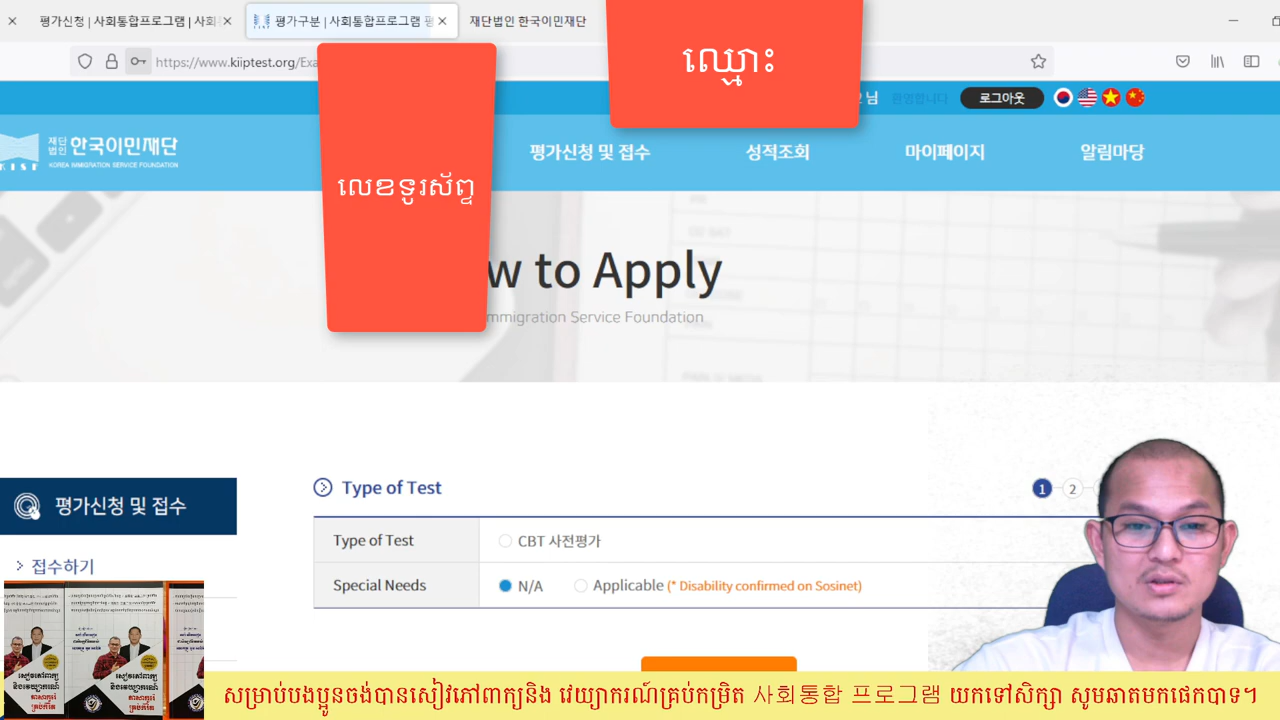 평가신청 | 사회통합프로그램 | 사회
평가구분 | 사회통합프로그램 평
재단법인 한국이민재단
https://www.kiiptest.org/Exa
ឈ្មោះ
លេខទូរស័ព្ទ
님 환영합니다 로그아웃
재단법인 한국이민재단
KISF KOREA IMMIGRATION SERVICE FOUNDATION
평가신청 및 접수 성적조회 마이페이지 알림마당
w to Apply
mmigration Service Foundation
평가신청 및 접수
접수하기
Type of Test
1 2
Type of Test CBT 사전평가
Special Needs N/A Applicable (* Disability confirmed on Sosinet)
សម្រាប់បងប្អូនចង់បានសៀវភៅពាក្យនិង វេយ្យាករណ៍គ្រប់កម្រិត 사회통합 프로그램 យកទៅសិក្សា សូមឆាតមកផេកបាទ។